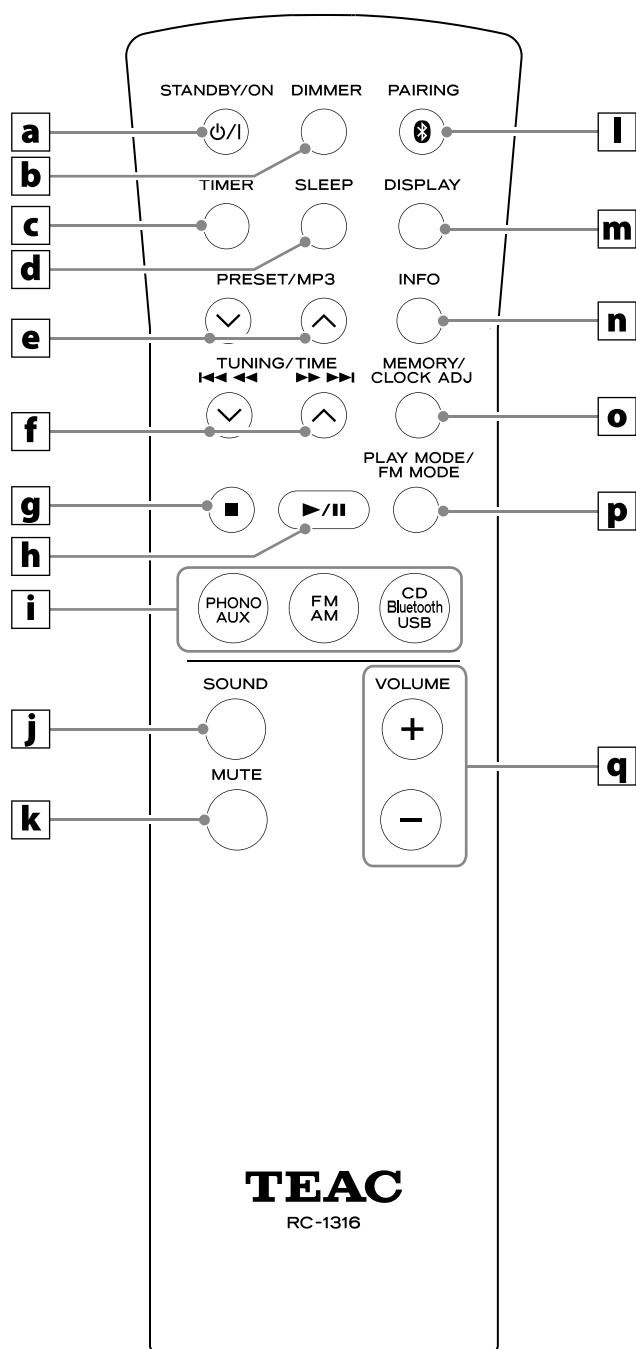 STANDBY/ON DIMMER PAIRING
a ⏻/I l
b
TIMER SLEEP DISPLAY
c m
d
PRESET/MP3 INFO
e n
TUNING/TIME MEMORY/
CLOCK ADJ
f o
PLAY MODE/
FM MODE
g p
h
i
PHONO
AUX
FM
AM
CD
Bluetooth
USB
SOUND VOLUME
j +
q
MUTE
k −
TEAC
RC-1316